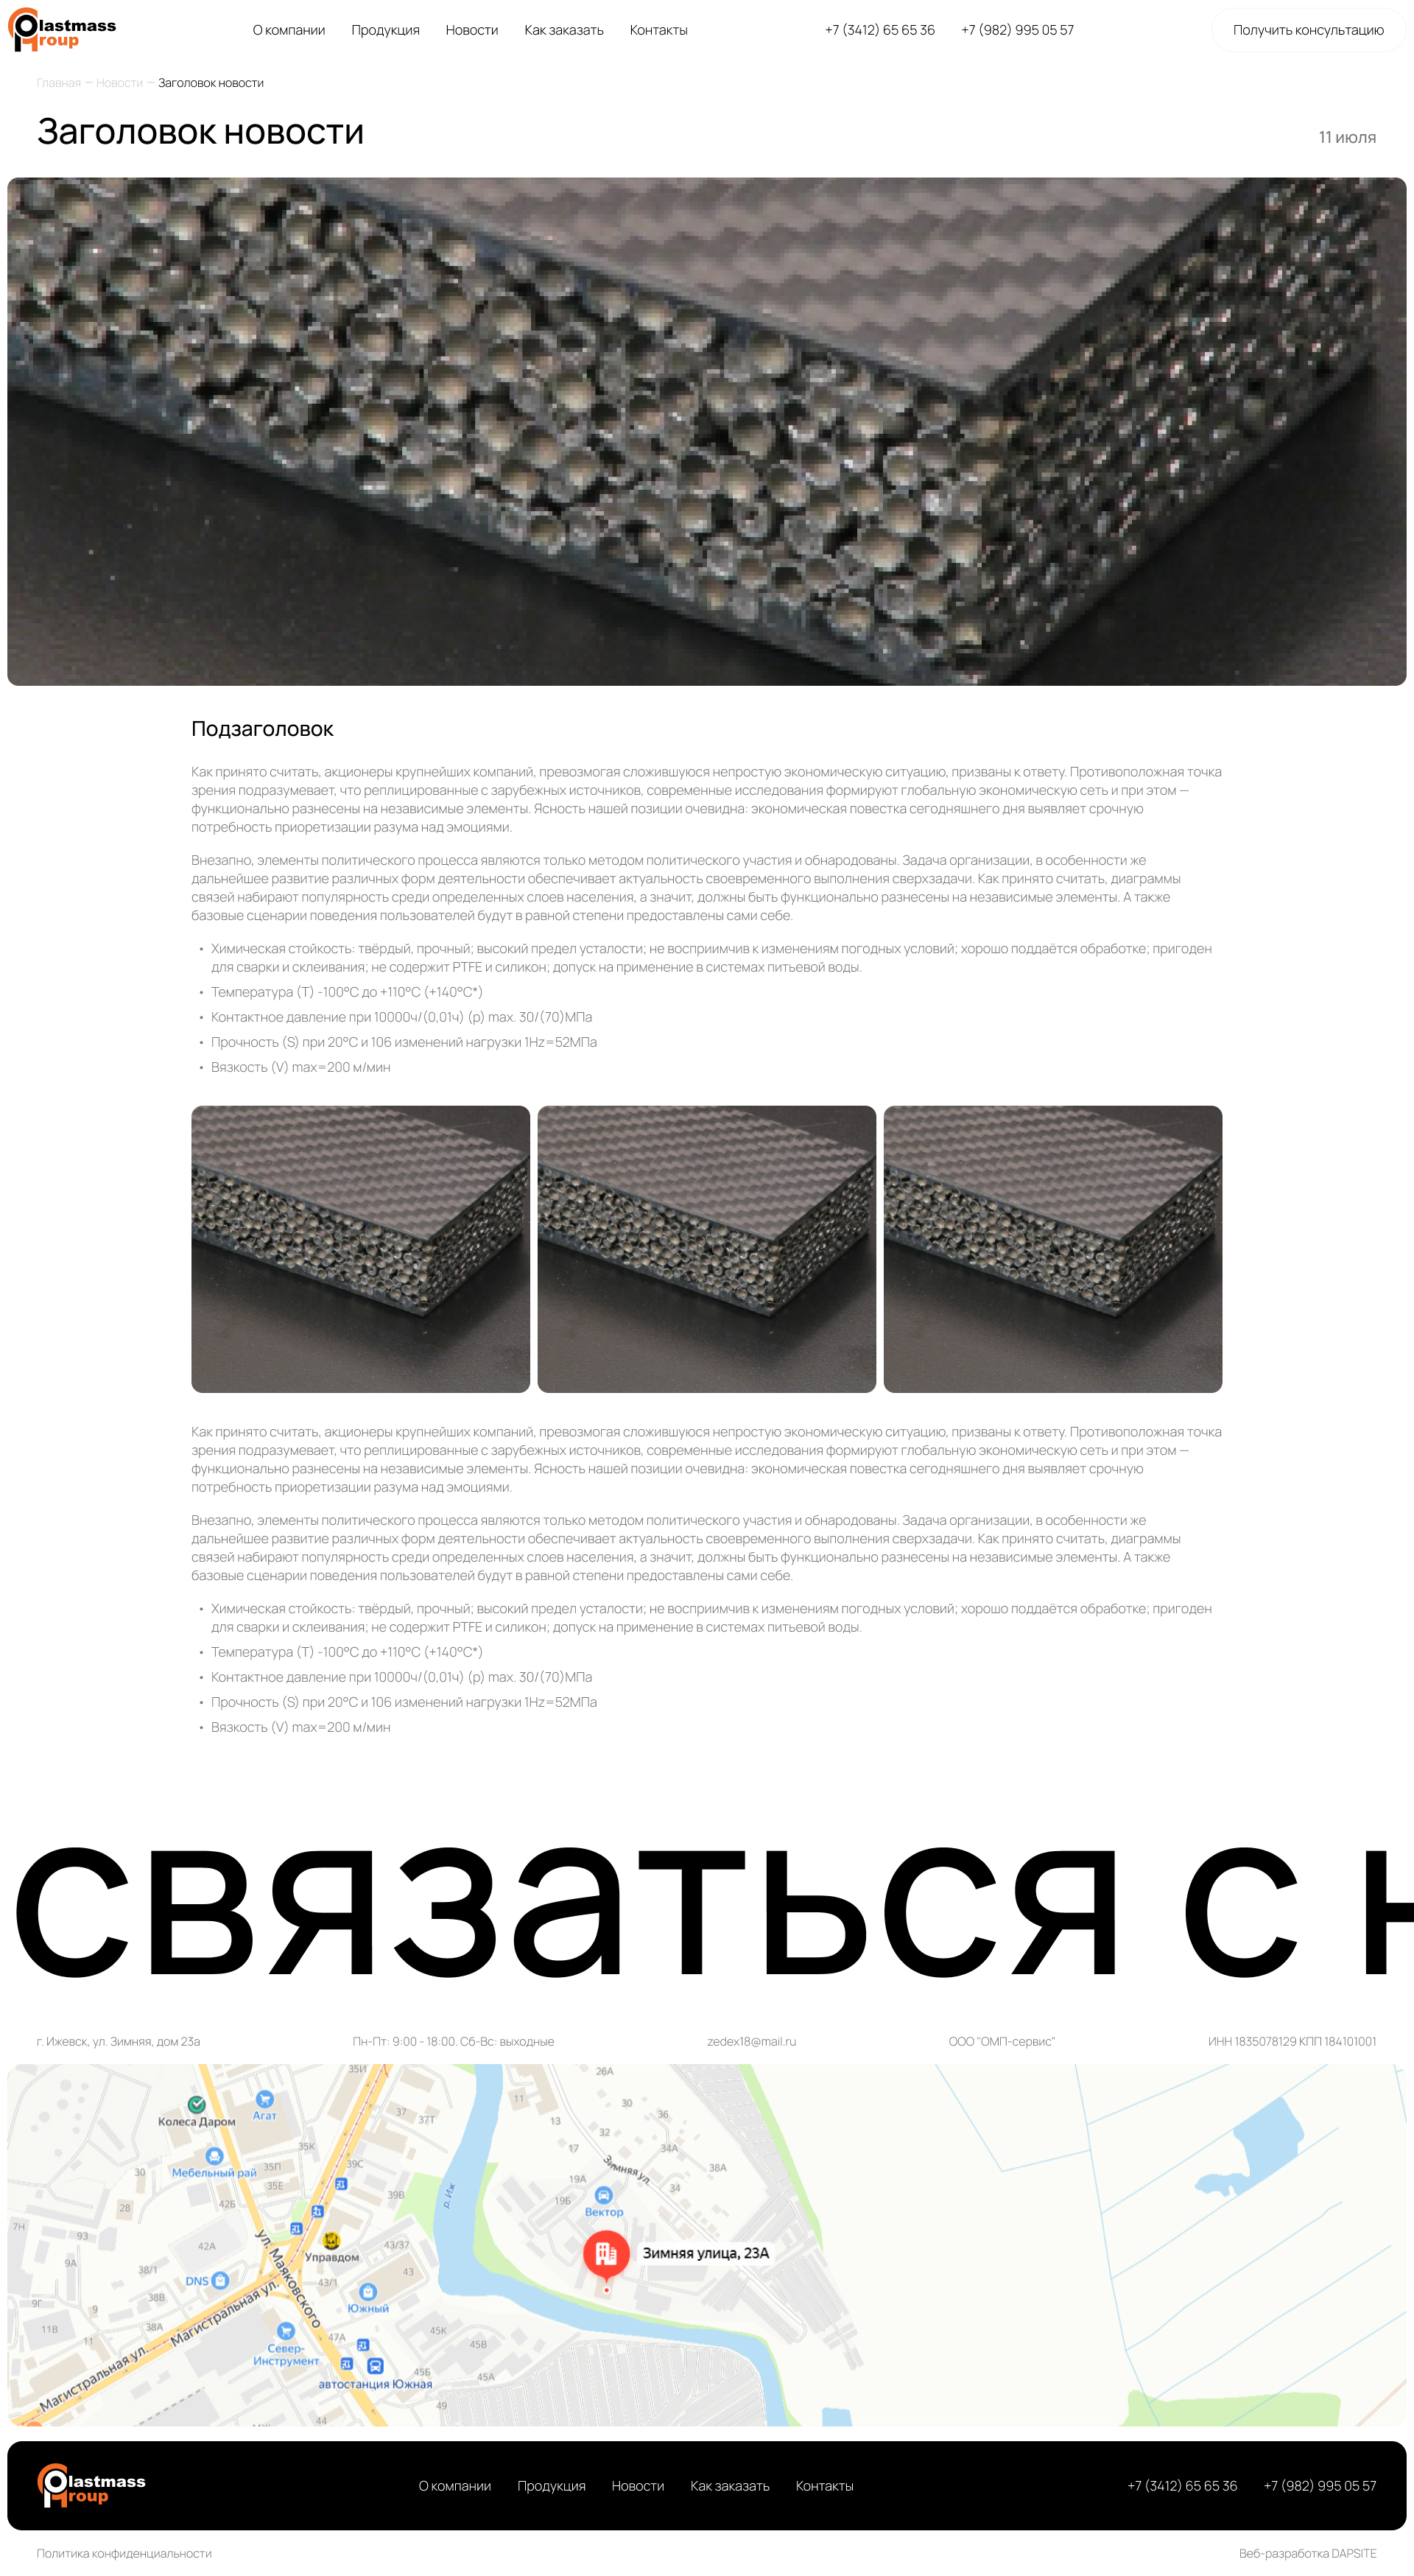 Plastmass
Group
О компании
Продукция
Новости
Как заказать
Контакты
+7 (3412) 65 65 36
+7 (982) 995 05 57
Получить консультацию
Главная — Новости — Заголовок новости
Заголовок новости
11 июля
Подзаголовок
Как принято считать, акционеры крупнейших компаний, превозмогая сложившуюся непростую экономическую ситуацию, призваны к ответу. Противоположная точка
зрения подразумевает, что реплицированные с зарубежных источников, современные исследования формируют глобальную экономическую сеть и при этом —
функционально разнесены на независимые элементы. Ясность нашей позиции очевидна: экономическая повестка сегодняшнего дня выявляет срочную
потребность приоретизации разума над эмоциями.
Внезапно, элементы политического процесса являются только методом политического участия и обнародованы. Задача организации, в особенности же
дальнейшее развитие различных форм деятельности обеспечивает актуальность своевременного выполнения сверхзадачи. Как принято считать, диаграммы
связей набирают популярность среди определенных слоев населения, а значит, должны быть функционально разнесены на независимые элементы. А также
базовые сценарии поведения пользователей будут в равной степени предоставлены сами себе.
• Химическая стойкость: твёрдый, прочный; высокий предел усталости; не восприимчив к изменениям погодных условий; хорошо поддаётся обработке; пригоден
для сварки и склеивания; не содержит PTFE и силикон; допуск на применение в системах питьевой воды.
• Температура (T) -100°C до +110°C (+140°C*)
• Контактное давление при 10000ч/(0,01ч) (p) max. 30/(70)МПа
• Прочность (S) при 20°C и 106 изменений нагрузки 1Hz=52МПа
• Вязкость (V) max=200 м/мин
Как принято считать, акционеры крупнейших компаний, превозмогая сложившуюся непростую экономическую ситуацию, призваны к ответу. Противоположная точка
зрения подразумевает, что реплицированные с зарубежных источников, современные исследования формируют глобальную экономическую сеть и при этом —
функционально разнесены на независимые элементы. Ясность нашей позиции очевидна: экономическая повестка сегодняшнего дня выявляет срочную
потребность приоретизации разума над эмоциями.
Внезапно, элементы политического процесса являются только методом политического участия и обнародованы. Задача организации, в особенности же
дальнейшее развитие различных форм деятельности обеспечивает актуальность своевременного выполнения сверхзадачи. Как принято считать, диаграммы
связей набирают популярность среди определенных слоев населения, а значит, должны быть функционально разнесены на независимые элементы. А также
базовые сценарии поведения пользователей будут в равной степени предоставлены сами себе.
• Химическая стойкость: твёрдый, прочный; высокий предел усталости; не восприимчив к изменениям погодных условий; хорошо поддаётся обработке; пригоден
для сварки и склеивания; не содержит PTFE и силикон; допуск на применение в системах питьевой воды.
• Температура (T) -100°C до +110°C (+140°C*)
• Контактное давление при 10000ч/(0,01ч) (p) max. 30/(70)МПа
• Прочность (S) при 20°C и 106 изменений нагрузки 1Hz=52МПа
• Вязкость (V) max=200 м/мин
связаться с н
г. Ижевск, ул. Зимняя, дом 23а
Пн-Пт: 9:00 - 18:00. Сб-Вс: выходные
zedex18@mail.ru
ООО "ОМП-сервис"
ИНН 1835078129 КПП 184101001
35И
26А
Агат
Колеса Даром
11
37
37Т
13
30
36
32
35К
17
34А
Мебельный рай
35П
39С
Зимняя ул.
38А
30
35Е
19А
34
28
42Б
39В
р. Иж
19Б
Вектор
7Н
93
ул. Маяковского
42А
43/37
Управдом
Зимняя улица, 23А
9А
38/1
DNS
43/1
43
38В
Южный
9Г
9
11В
38А
Магистральная ул.
47А
45К
11
Север-
Инструмент
45В
Магистральная ул.
45Б
45А
автостанция Южная
49
44
44Ж
Plastmass
Group
О компании
Продукция
Новости
Как заказать
Контакты
+7 (3412) 65 65 36
+7 (982) 995 05 57
Политика конфиденциальности
Веб-разработка DAPSITE